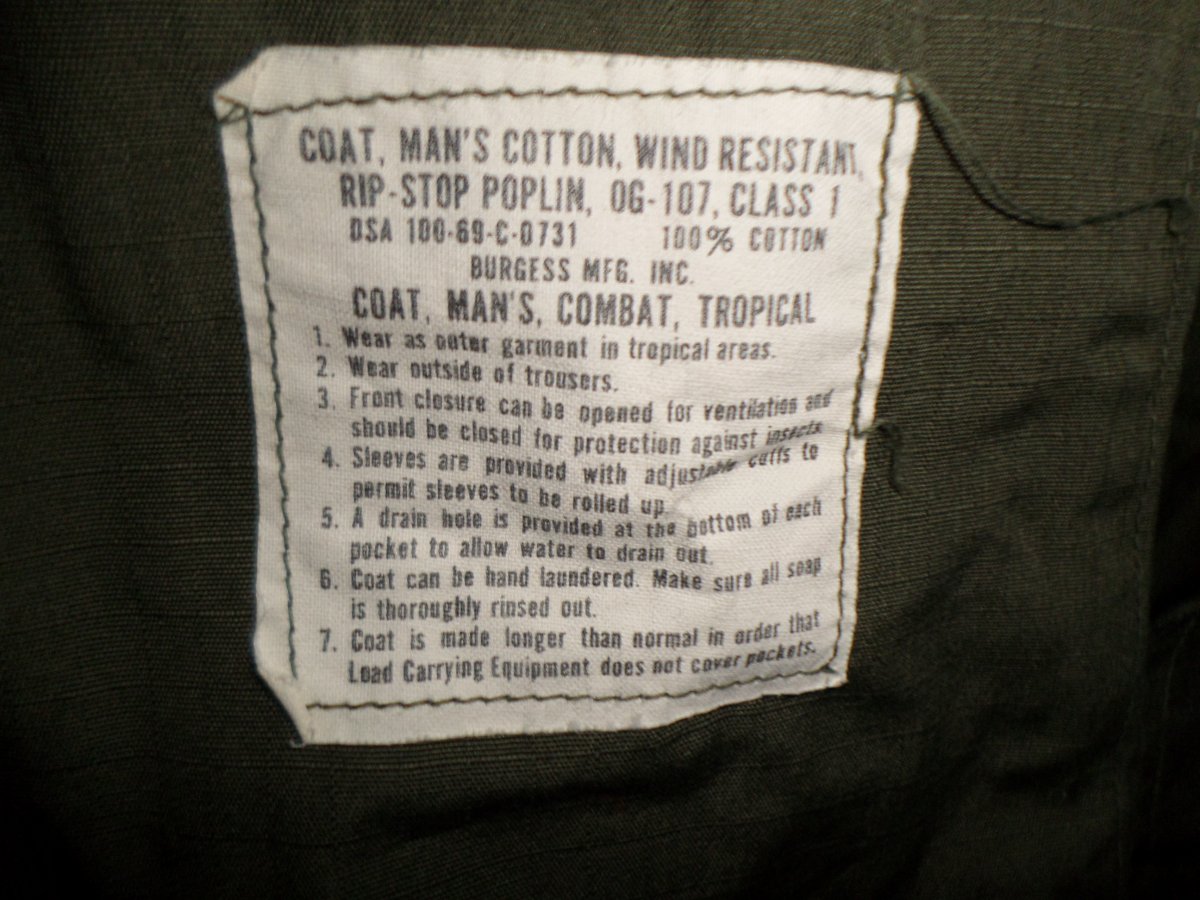 COAT, MAN'S COTTON, WIND RESISTANT,
RIP-STOP POPLIN, OG-107, CLASS 1
DSA 100-69-C-0731 100% COTTON
BURGESS MFG. INC.
COAT, MAN'S, COMBAT, TROPICAL
1. Wear as outer garment in tropical areas.
2. Wear outside of trousers.
3. Front closure can be opened for ventilation and
should be closed for protection against insects
4. Sleeves are provided with adjustable cuffs to
permit sleeves to be rolled up
5. A drain hole is provided at the bottom of each
pocket to allow water to drain out.
6. Coat can be hand laundered. Make sure all soap
is thoroughly rinsed out.
7. Coat is made longer than normal in order that
Load Carrying Equipment does not cover pockets.